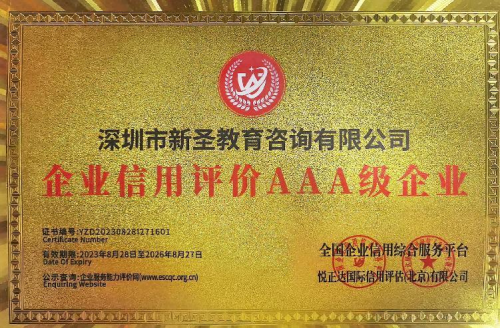 深圳市新圣教育咨询有限公司
企业信用评价AAA级企业
证书编号:YZD202308281271601
Certificate Number
有效期限:2023年8月28日至2026年8月27日
Date Of Expiry
公示查询:企业服务能力评价网(www.escqc.org.cn)
Enquiring Website
全国企业信用综合服务平台
悦正达国际信用评估(北京)有限公司